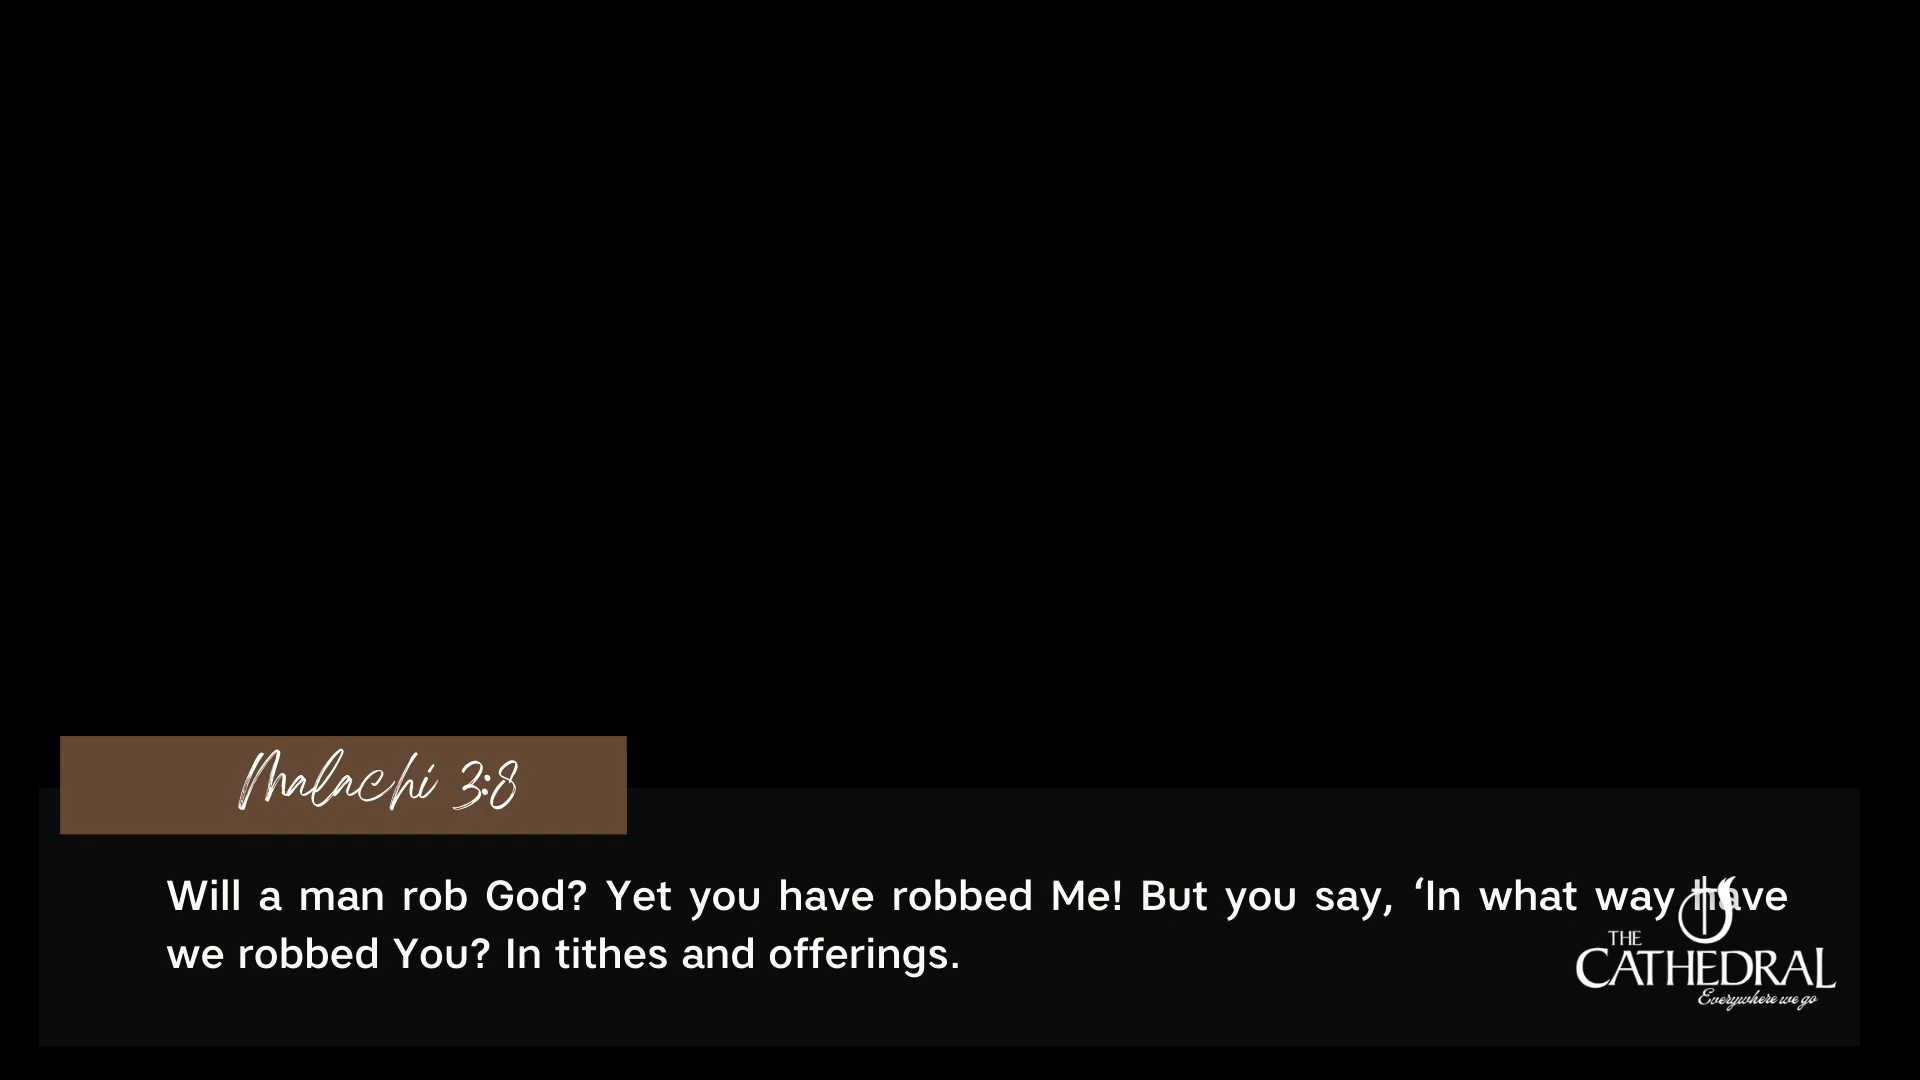 Malachi 3:8
Will a man rob God? Yet you have robbed Me! But you say, ‘In what way have
we robbed You? In tithes and offerings.
THE
CATHEDRAL
Everywhere we go